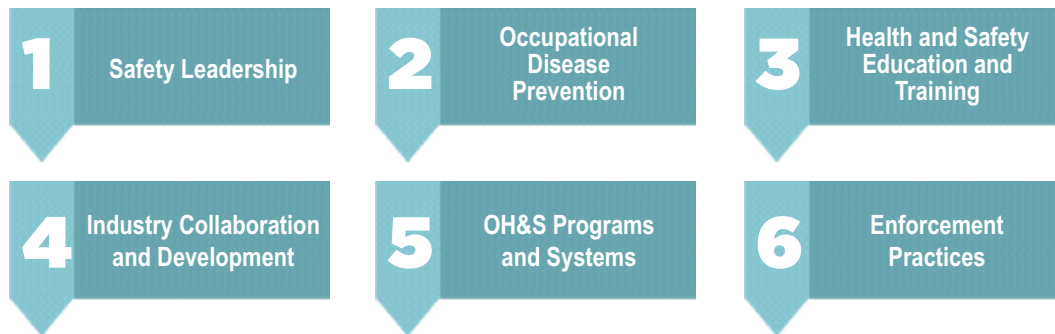 1
Safety Leadership
2
Occupational
Disease
Prevention
3
Health and Safety
Education and
Training
4
Industry Collaboration
and Development
5
OH&S Programs
and Systems
6
Enforcement
Practices